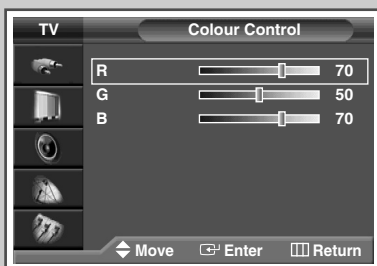 TV Colour Control
R 70
G 50
B 70
Move Enter Return